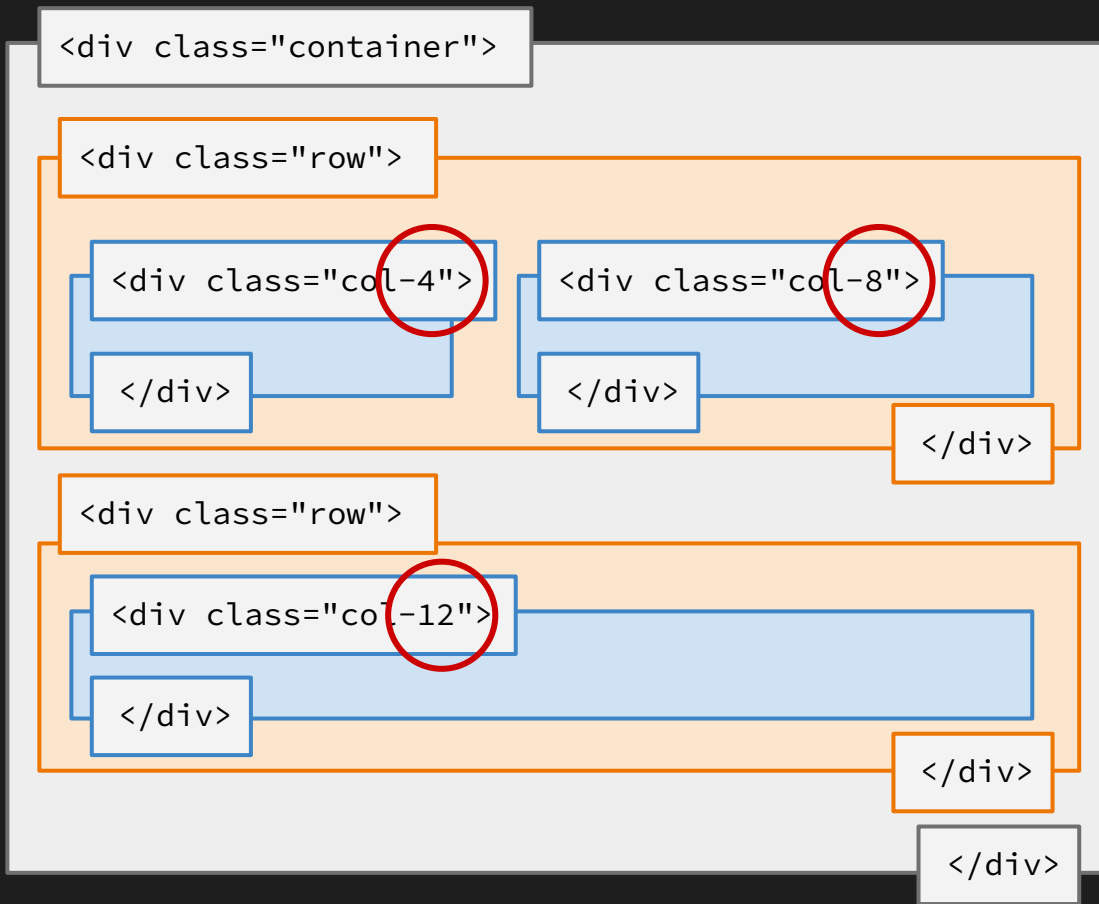 <div class="container">
<div class="row">
<div class="col-4"> <div class="col-8">
</div> </div>
</div>
<div class="row">
<div class="col-12">
</div>
</div>
</div>